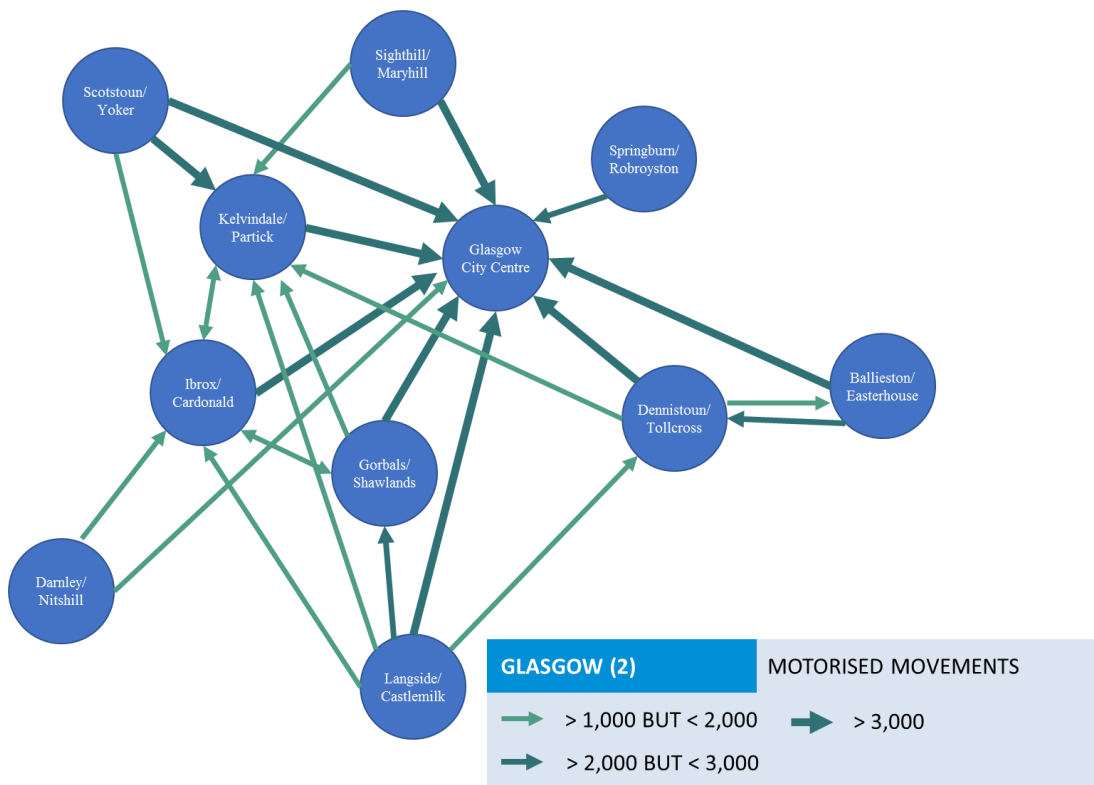 Sighthill/
Maryhill
Scotstoun/
Yoker
Springburn/
Robroyston
Kelvindale/
Partick
Glasgow
City Centre
Ibrox/
Cardonald
Ballieston/
Easterhouse
Dennistoun/
Tollcross
Gorbals/
Shawlands
Darnley/
Nitshill
Langside/
Castlemilk
GLASGOW (2)
MOTORISED MOVEMENTS
> 1,000 BUT < 2,000
> 3,000
> 2,000 BUT < 3,000